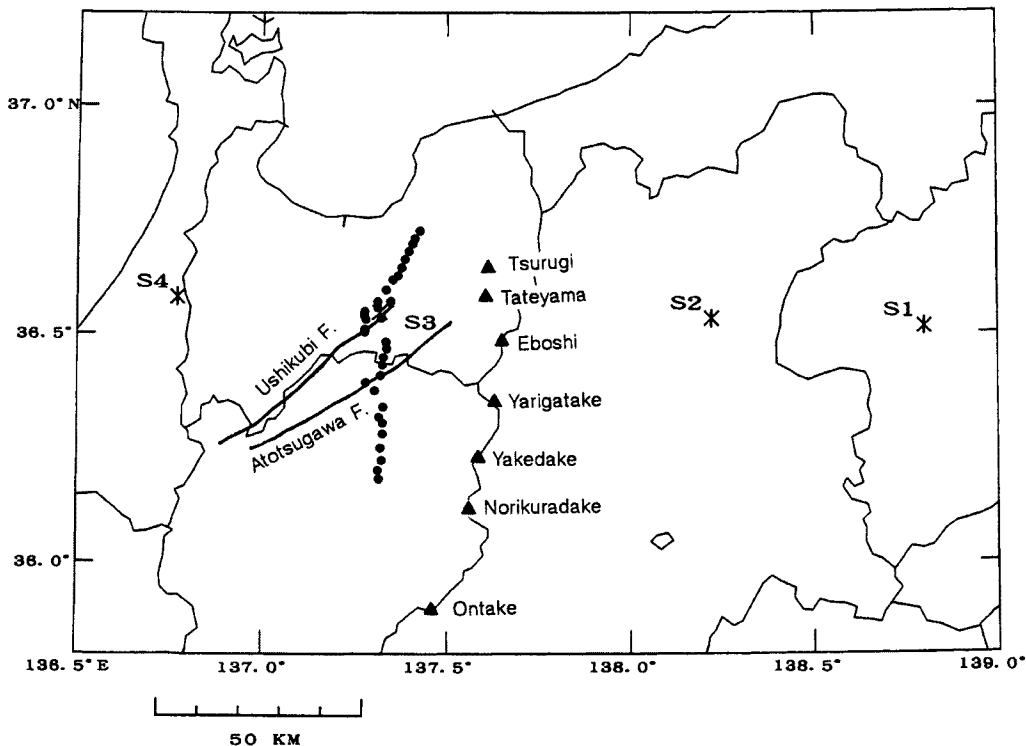 37. 0° N
Tsurugi
S4
Tateyama
S2
S1
36. 5°
S3
Eboshi
Ushikubi F.
Yarigatake
Atotsugawa F.
Yakedake
Norikuradake
36. 0°
Ontake
136. 5° E
137. 0°
137. 5°
138. 0°
138. 5°
139. 0°
50 KM